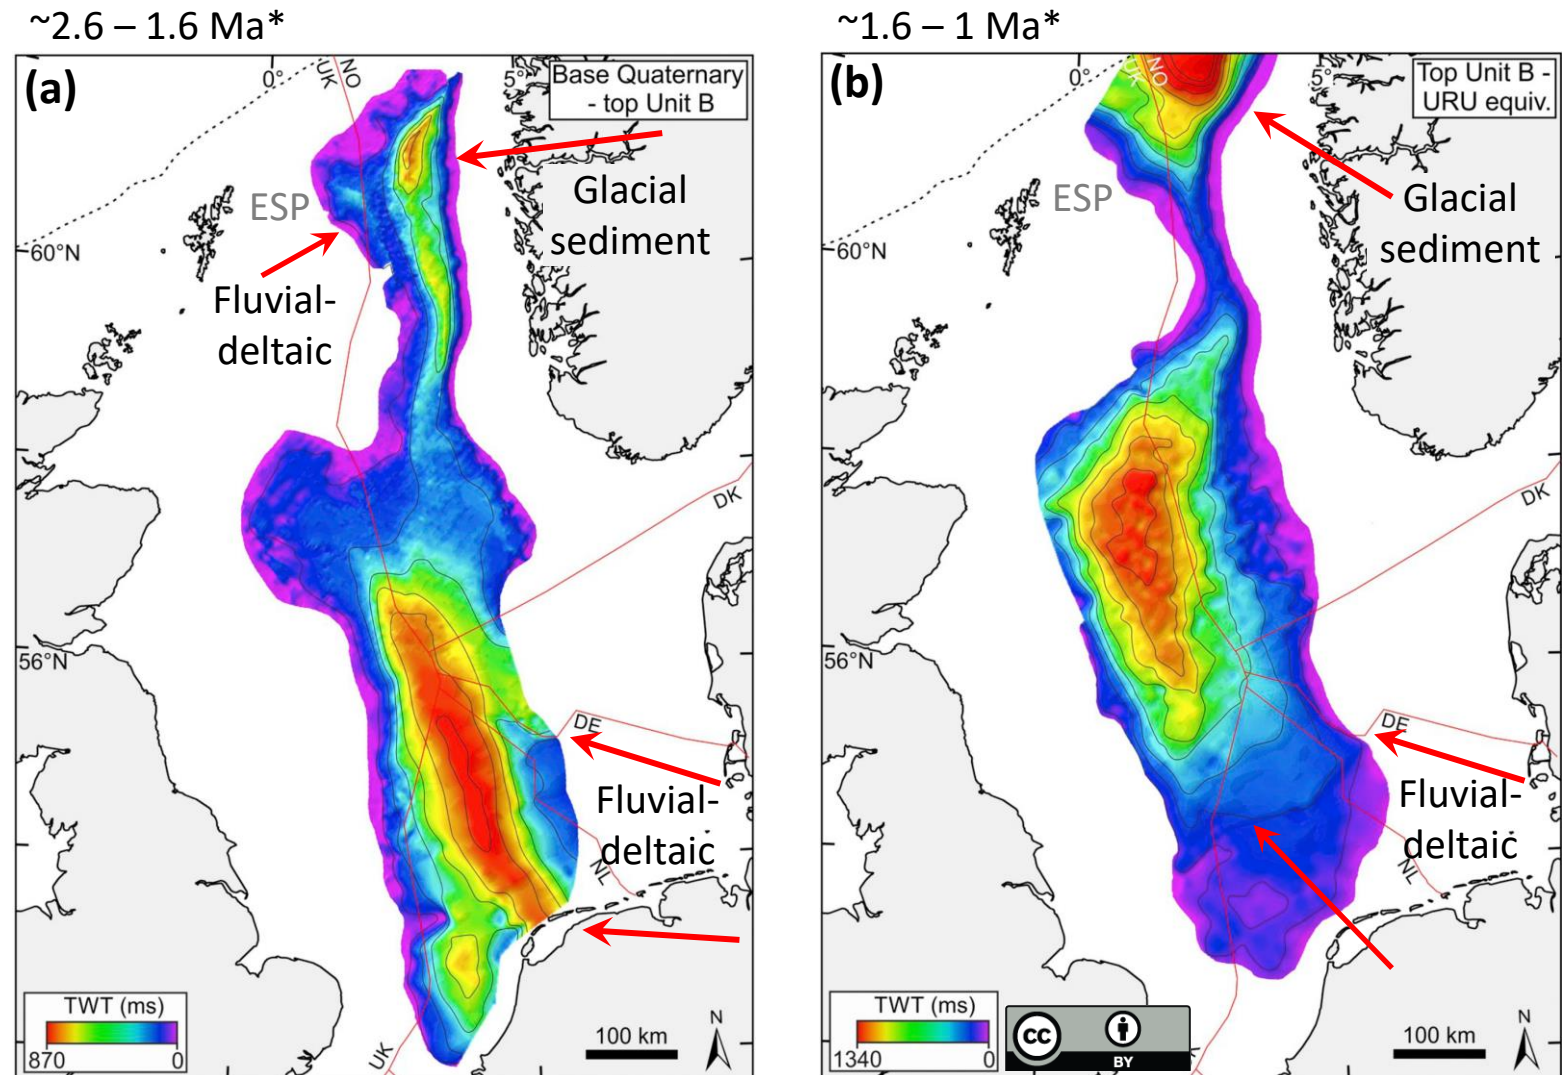 ~2.6 – 1.6 Ma*
(a)
0°
UK
NO
5°
Base Quaternary
- top Unit B
ESP
Glacial
sediment
60°N
Fluvial-
deltaic
DK
56°N
DE
Fluvial-
deltaic
NL
TWT (ms)
870
0
UK
100 km
N
~1.6 – 1 Ma*
(b)
0°
UK
NO
5°
Top Unit B -
URU equiv.
ESP
Glacial
sediment
60°N
DK
56°N
DE
Fluvial-
deltaic
NL
TWT (ms)
1340
0
CC
BY
100 km
N